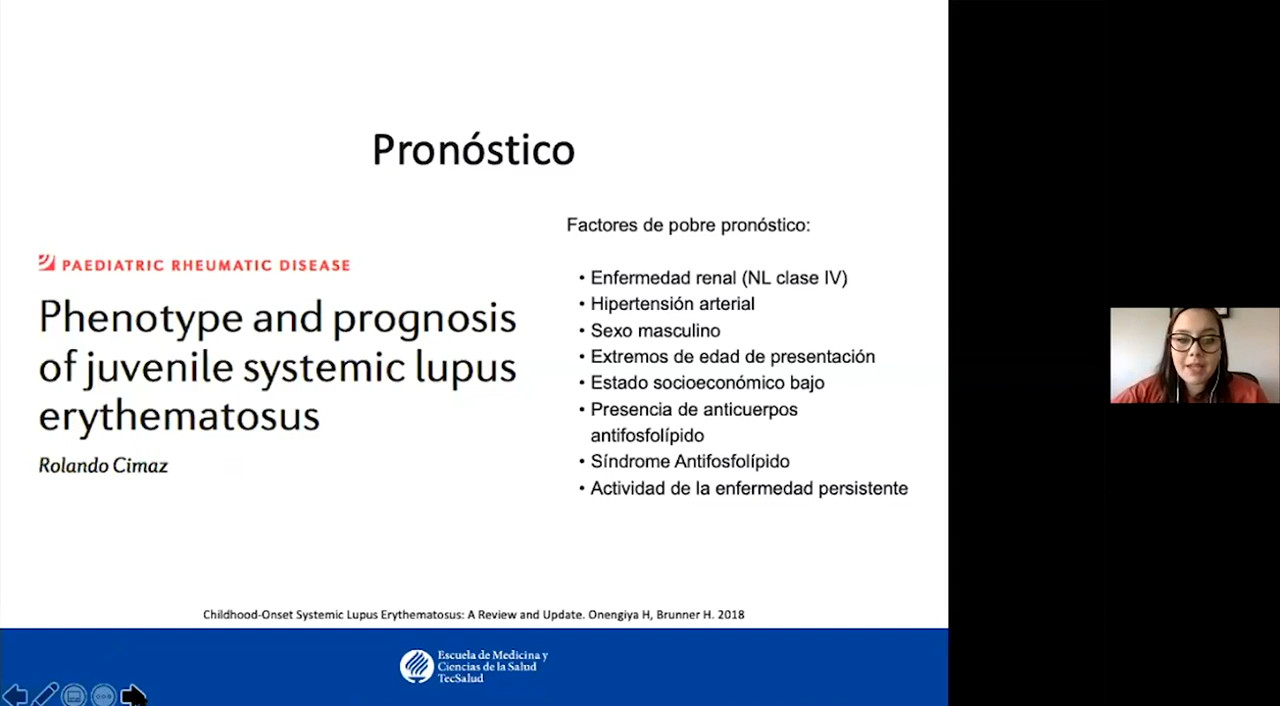 Pronóstico
PAEDIATRIC RHEUMATIC DISEASE
Phenotype and prognosis
of juvenile systemic lupus
erythematosus
Rolando Cimaz
Factores de pobre pronóstico:
• Enfermedad renal (NL clase IV)
• Hipertensión arterial
• Sexo masculino
• Extremos de edad de presentación
• Estado socioeconómico bajo
• Presencia de anticuerpos
antifosfolípido
• Síndrome Antifosfolípido
• Actividad de la enfermedad persistente
Childhood-Onset Systemic Lupus Erythematosus: A Review and Update. Onengiya H, Brunner H. 2018
Escuela de Medicina y
Ciencias de la Salud
TecSalud